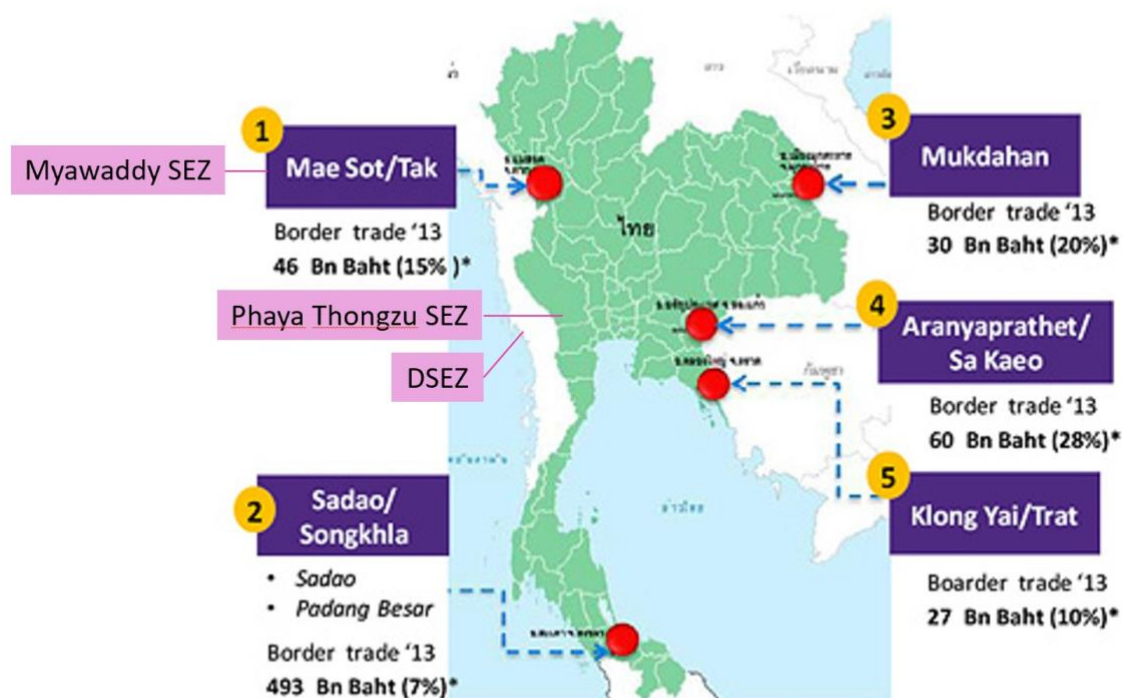 1
Mae Sot/Tak
Myawaddy SEZ
Border trade ‘13
46 Bn Baht (15% )*
Phaya Thongzu SEZ
DSEZ
2
Sadao/
Songkhla
• Sadao
• Padang Besar
Border trade ‘13
493 Bn Baht (7%)*
ไทย
3
Mukdahan
Border trade ‘13
30 Bn Baht (20%)*
4
Aranyaprathet/
Sa Kaeo
Border trade ‘13
60 Bn Baht (28%)*
5
Klong Yai/Trat
Boarder trade ‘13
27 Bn Baht (10%)*